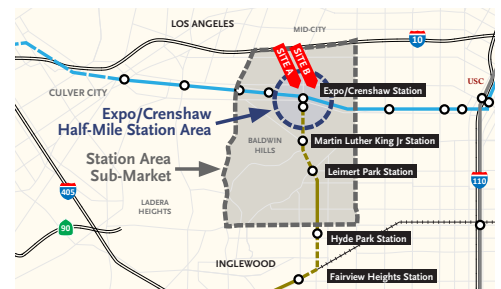 LOS ANGELES
MID-CITY
10
SITE A
SITE B
USC
CULVER CITY
Expo/Crenshaw Station
Expo/Crenshaw
Half-Mile Station Area
BALDWIN
HILLS
Martin Luther King Jr Station
Station Area
Sub-Market
Leimert Park Station
405
110
LADERA
HEIGHTS
90
Hyde Park Station
INGLEWOOD
Fairview Heights Station